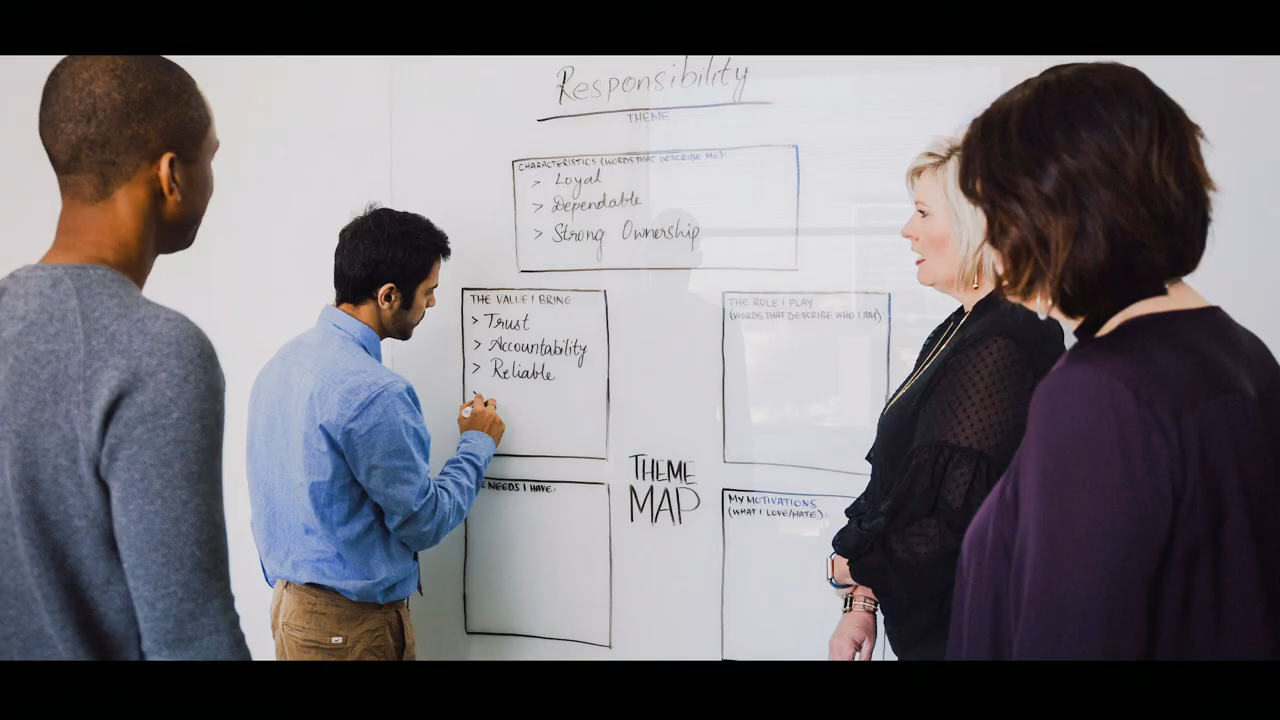 Responsibility
THEME
CHARACTERISTICS (WORDS THAT DESCRIBE ME):
> Loyal
> Dependable
> Strong Ownership
THE VALUE I BRING
> Trust
> Accountability
> Reliable
THE ROLE I PLAY
(WORDS THAT DESCRIBE WHO I AM)
THEME
MAP
NEEDS I HAVE:
MY MOTIVATIONS
(WHAT I LOVE/HATE):